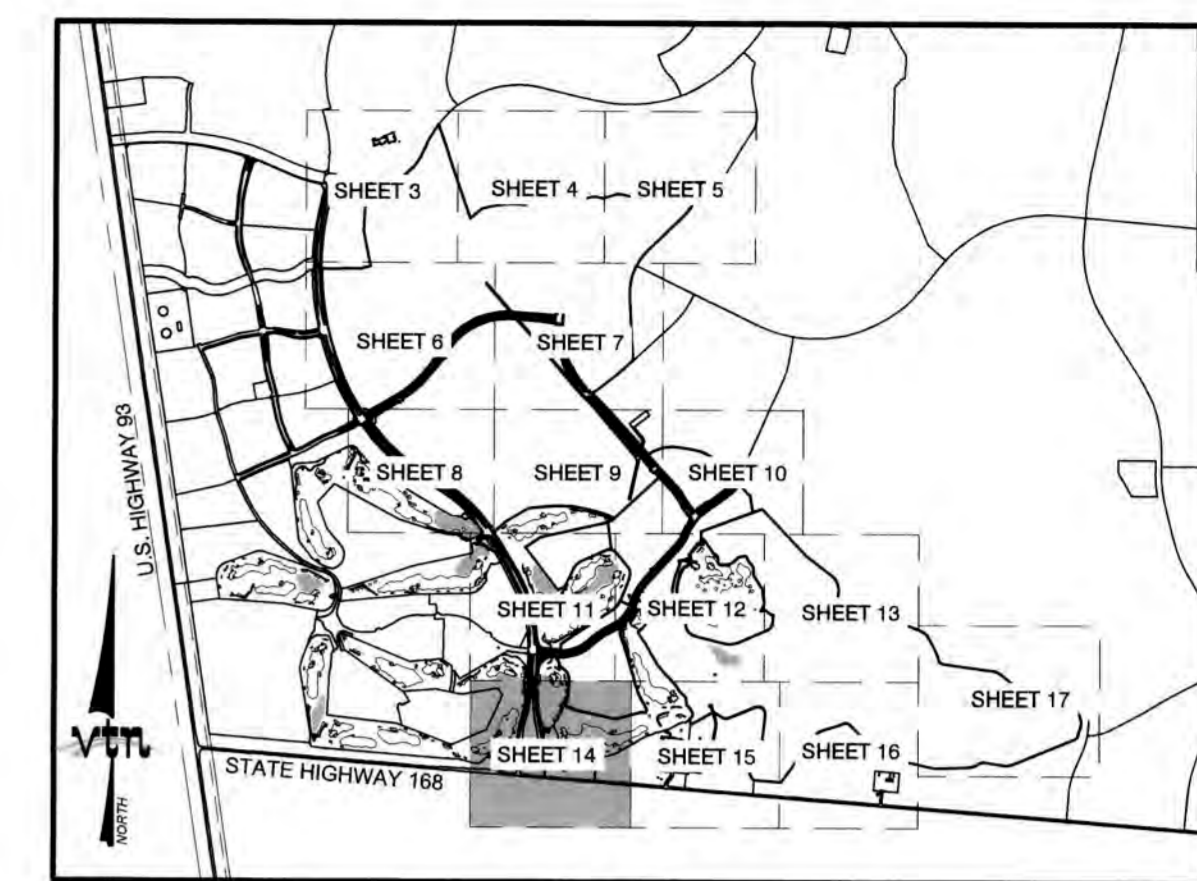 SHEET 3
SHEET 4
SHEET 5
SHEET 6
SHEET 7
U.S. HIGHWAY 93
SHEET 8
SHEET 9
SHEET 10
SHEET 11
SHEET 12
SHEET 13
SHEET 17
vtn
NORTH
STATE HIGHWAY 168
SHEET 14
SHEET 15
SHEET 16